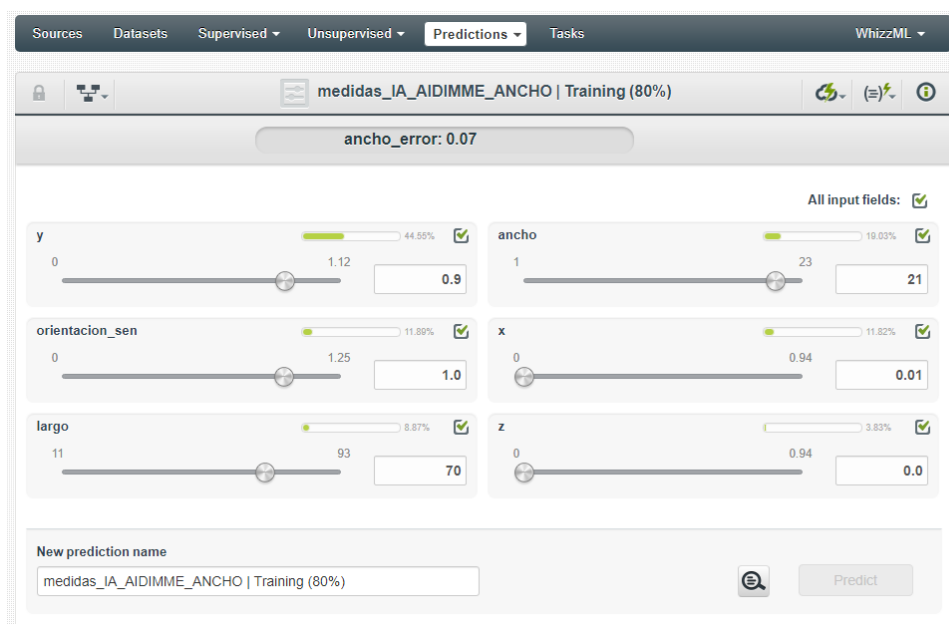 Sources Datasets Supervised Unsupervised Predictions Tasks WhizzML
medidas_IA_AIDIMME_ANCHO | Training (80%)
ancho_error: 0.07
All input fields:
y 44.55%
0 1.12
0.9
ancho 19.03%
1 23
21
orientacion_sen 11.89%
0 1.25
1.0
x 11.82%
0 0.94
0.01
largo 8.87%
11 93
70
z 3.83%
0 0.94
0.0
New prediction name
medidas_IA_AIDIMME_ANCHO | Training (80%)
Predict